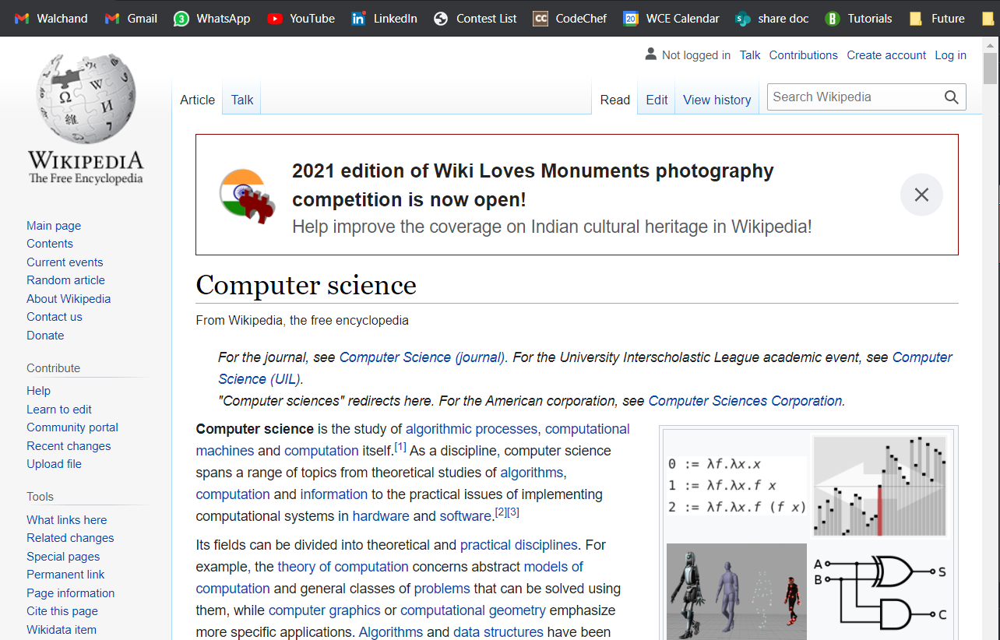 Walchand Gmail WhatsApp YouTube LinkedIn Contest List CodeChef WCE Calendar share doc Tutorials Future
3
in
CC
20
S
B
Not logged in Talk Contributions Create account Log in
Article Talk Read Edit View history Search Wikipedia
Ω W И 維 7
WIKIPEDIA
The Free Encyclopedia
2021 edition of Wiki Loves Monuments photography
competition is now open!
Help improve the coverage on Indian cultural heritage in Wikipedia!
Main page
Contents
Current events
Random article
About Wikipedia
Contact us
Donate
Contribute
Help
Learn to edit
Community portal
Recent changes
Upload file
Tools
What links here
Related changes
Special pages
Permanent link
Page information
Cite this page
Wikidata item
Computer science
From Wikipedia, the free encyclopedia
For the journal, see Computer Science (journal). For the University Interscholastic League academic event, see Computer
Science (UIL).
"Computer sciences" redirects here. For the American corporation, see Computer Sciences Corporation.
Computer science is the study of algorithmic processes, computational
machines and computation itself.[1] As a discipline, computer science
spans a range of topics from theoretical studies of algorithms,
computation and information to the practical issues of implementing
computational systems in hardware and software.[2][3]
Its fields can be divided into theoretical and practical disciplines. For
example, the theory of computation concerns abstract models of
computation and general classes of problems that can be solved using
them, while computer graphics or computational geometry emphasize
more specific applications. Algorithms and data structures have been
0 := λf.λx.x
1 := λf.λx.f x
2 := λf.λx.f (f x)
A
B
S
C